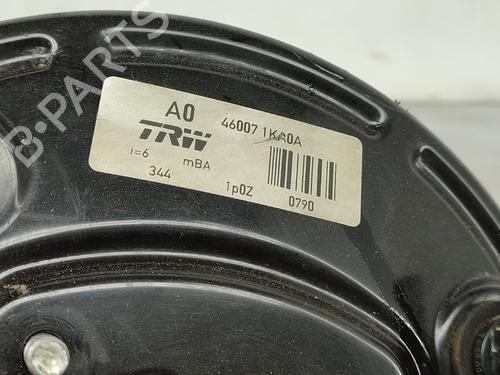 B-PARTS
A0 46007 1KA0A
TRW
i=6 mBA
344 1p0Z 0790